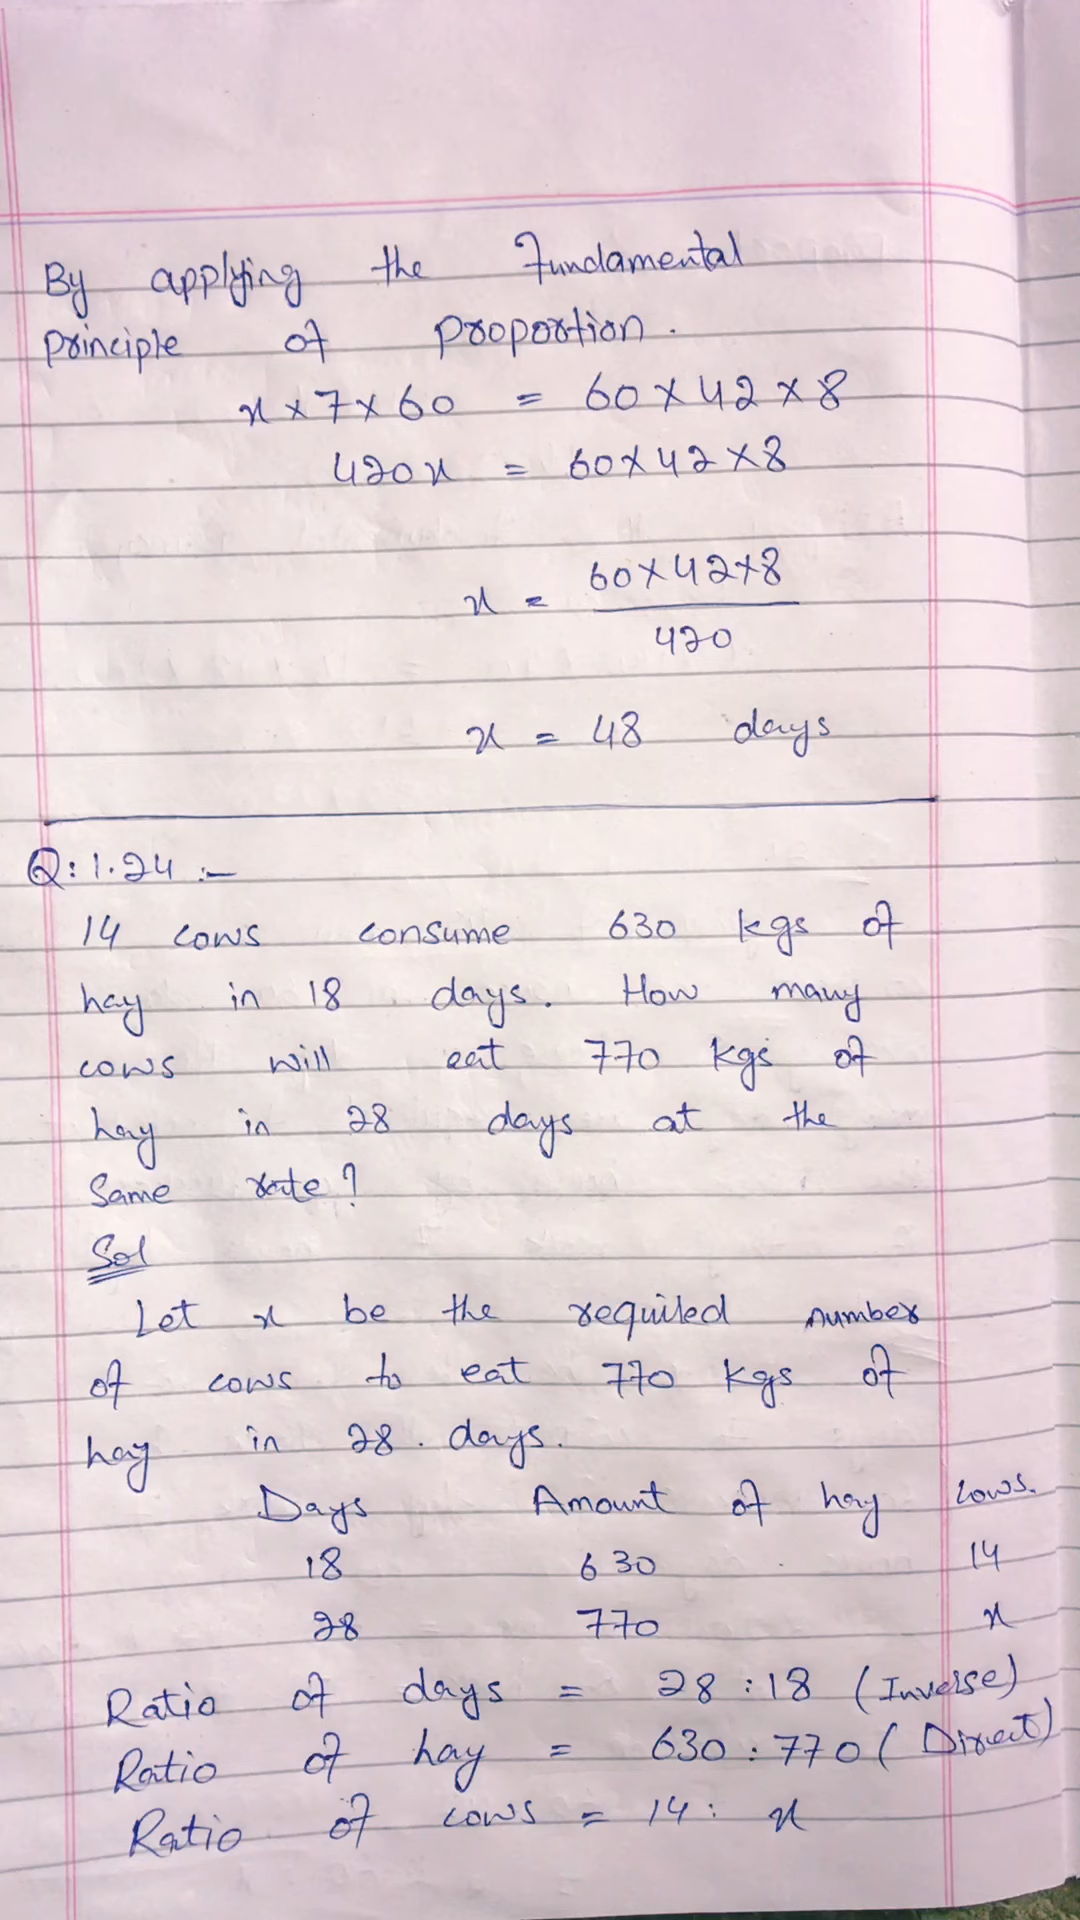 By applying the Fundamental
principle of proportion.
x × 7 × 60 = 60 × 42 × 8
420x = 60 × 42 × 8
x = 60×42×8 / 420
x = 48 days
Q: 1.24 :-
14 cows consume 630 kgs of
hay in 18 days. How many
cows will eat 770 kgs of
hay in 28 days at the
Same rate?
Sol
Let x be the required number
of cows to eat 770 kgs of
hay in 28. days.
Days Amount of hay cows.
18 630 14
28 770 x
Ratio of days = 28 : 18 (Inverse)
Ratio of hay = 630 : 770 (Direct)
Ratio of cows = 14 : x